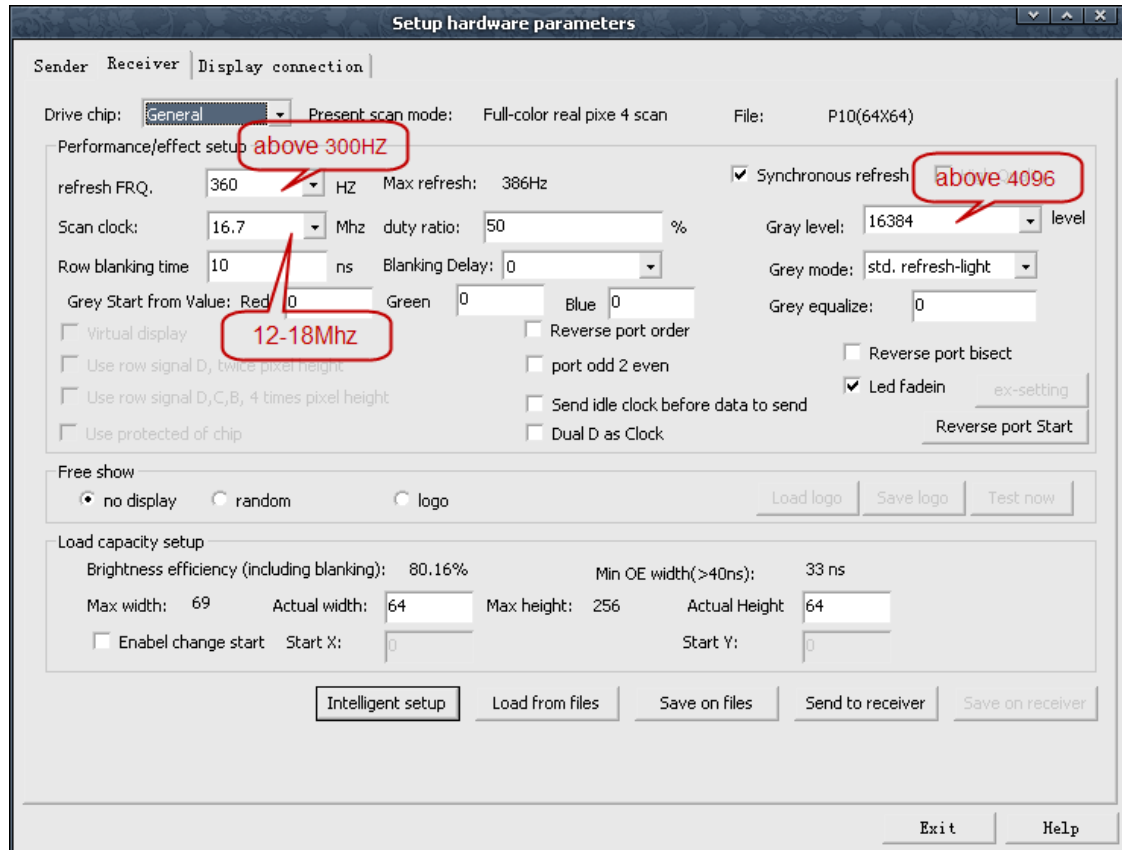 Setup hardware parameters
Sender Receiver Display connection
Drive chip: General Present scan mode: Full-color real pixe 4 scan File: P10(64X64)
Performance/effect setup above 300HZ
refresh FRQ. 360 HZ Max refresh: 386Hz Synchronous refresh above 4096
Scan clock: 16.7 Mhz duty ratio: 50 % Gray level: 16384 level
Row blanking time 10 ns Blanking Delay: 0 Grey mode: std. refresh-light
Grey Start from Value: Red 0 Green 0 Blue 0 Grey equalize: 0
Virtual display 12-18Mhz Reverse port order
Use row signal D, twice pixel height port odd 2 even Reverse port bisect
Use row signal D,C,B, 4 times pixel height Send idle clock before data to send Led fadein ex-setting
Use protected of chip Dual D as Clock Reverse port Start
Free show
no display random logo Load logo Save logo Test now
Load capacity setup
Brightness efficiency (including blanking): 80.16% Min OE width(>40ns): 33 ns
Max width: 69 Actual width: 64 Max height: 256 Actual Height 64
Enabel change start Start X: 0 Start Y: 0
Intelligent setup Load from files Save on files Send to receiver Save on receiver
Exit Help